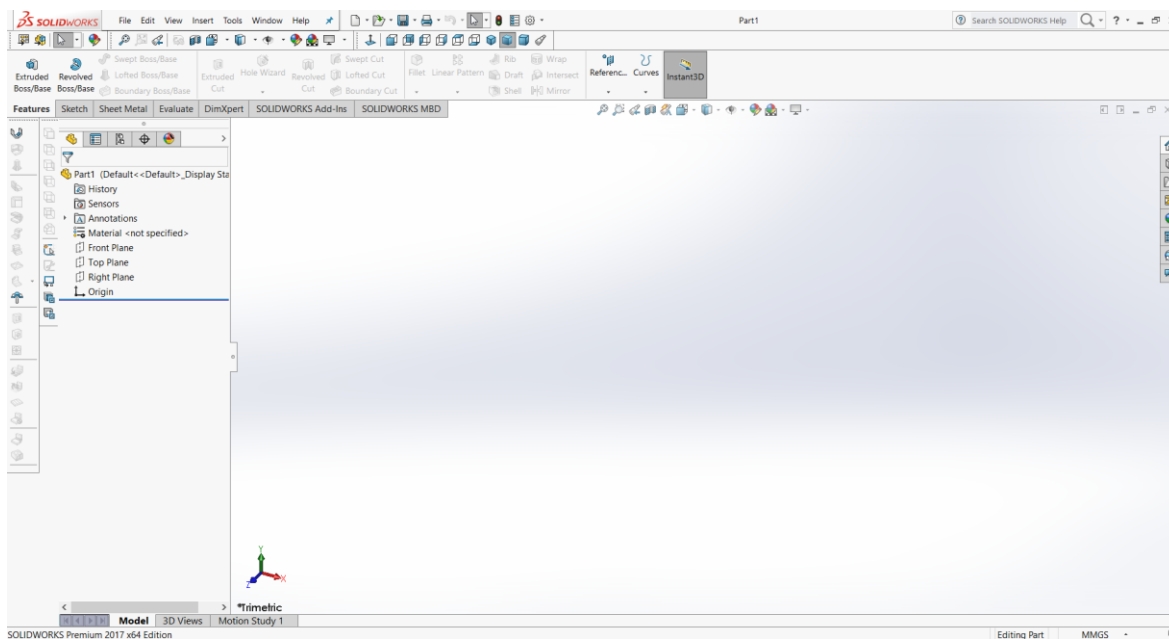 SOLIDWORKS File Edit View Insert Tools Window Help Part1 Search SOLIDWORKS Help ?
Extruded Boss/Base
Revolved Boss/Base
Swept Boss/Base
Lofted Boss/Base
Boundary Boss/Base
Extruded Cut
Hole Wizard
Revolved Cut
Swept Cut
Lofted Cut
Boundary Cut
Fillet
Linear Pattern
Rib
Draft
Shell
Wrap
Intersect
Mirror
Referenc...
Curves
Instant3D
Features Sketch Sheet Metal Evaluate DimXpert SOLIDWORKS Add-Ins SOLIDWORKS MBD
Part1 (Default<<Default>_Display Sta
History
Sensors
A Annotations
Material <not specified>
Front Plane
Top Plane
Right Plane
Origin
Y
X
Z
*Trimetric
Model 3D Views Motion Study 1
SOLIDWORKS Premium 2017 x64 Edition Editing Part MMGS -